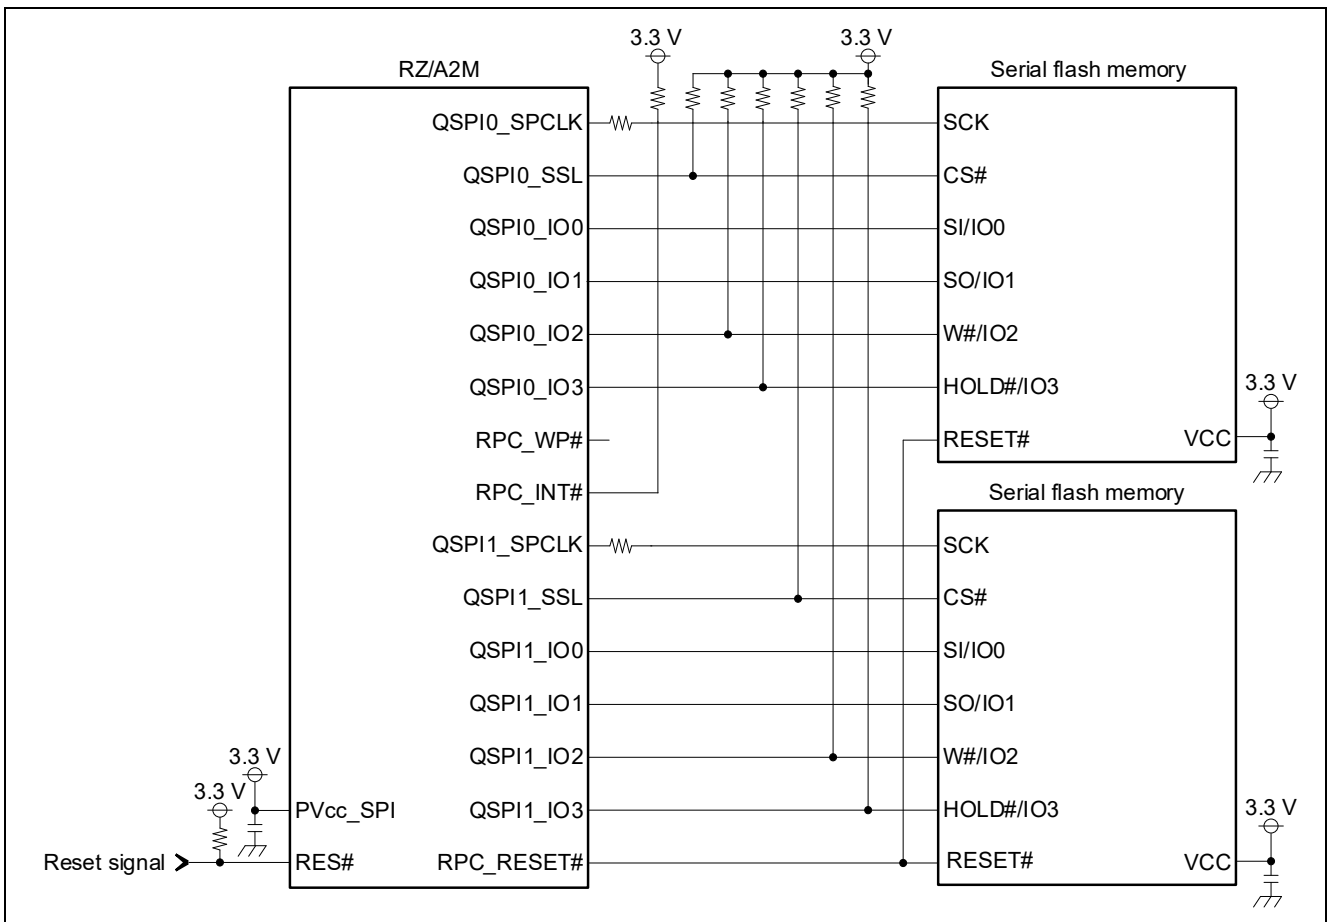 3.3 V
3.3 V
RZ/A2M
Serial flash memory
QSPI0_SPCLK
SCK
QSPI0_SSL
CS#
QSPI0_IO0
SI/IO0
QSPI0_IO1
SO/IO1
QSPI0_IO2
W#/IO2
QSPI0_IO3
HOLD#/IO3
3.3 V
RPC_WP#
RESET#
VCC
RPC_INT#
Serial flash memory
QSPI1_SPCLK
SCK
QSPI1_SSL
CS#
QSPI1_IO0
SI/IO0
QSPI1_IO1
SO/IO1
3.3 V
QSPI1_IO2
W#/IO2
3.3 V
PVcc_SPI
QSPI1_IO3
HOLD#/IO3
3.3 V
Reset signal
RES#
RPC_RESET#
RESET#
VCC